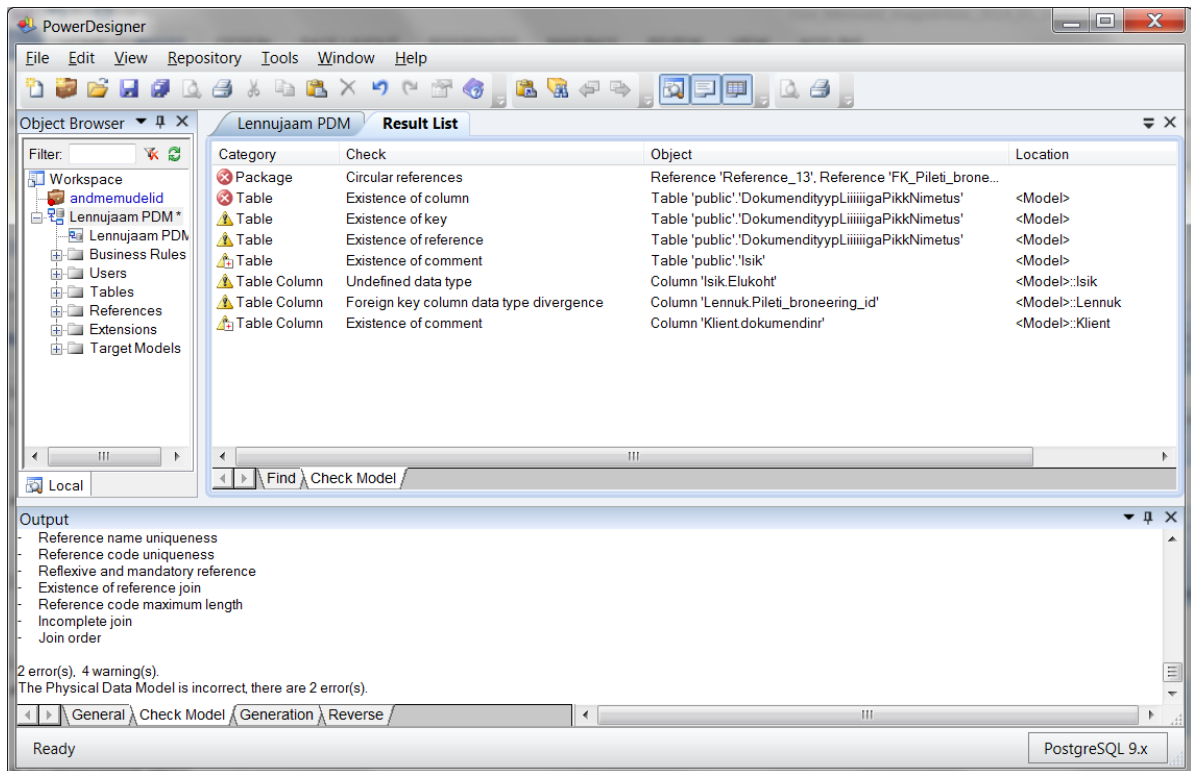 PowerDesigner
File Edit View Repository Tools Window Help
Object Browser
Lennujaam PDM Result List
Filter:
Workspace
andmemudelid
Lennujaam PDM *
Lennujaam PDM
Business Rules
Users
Tables
References
Extensions
Target Models
Local
Category Check Object Location
Package Circular references Reference 'Reference_13', Reference 'FK_Pileti_brone...
Table Existence of column Table 'public'.'DokumendityypLiiiiiigaPikkNimetus' <Model>
Table Existence of key Table 'public'.'DokumendityypLiiiiiigaPikkNimetus' <Model>
Table Existence of reference Table 'public'.'DokumendityypLiiiiiigaPikkNimetus' <Model>
Table Existence of comment Table 'public'.'Isik' <Model>
Table Column Undefined data type Column 'Isik.Elukoht' <Model>::Isik
Table Column Foreign key column data type divergence Column 'Lennuk.Pileti_broneering_id' <Model>::Lennuk
Table Column Existence of comment Column 'Klient.dokumendinr' <Model>::Klient
Find Check Model
Output
- Reference name uniqueness
- Reference code uniqueness
- Reflexive and mandatory reference
- Existence of reference join
- Reference code maximum length
- Incomplete join
- Join order
2 error(s), 4 warning(s).
The Physical Data Model is incorrect, there are 2 error(s).
General Check Model Generation Reverse
Ready
PostgreSQL 9.x